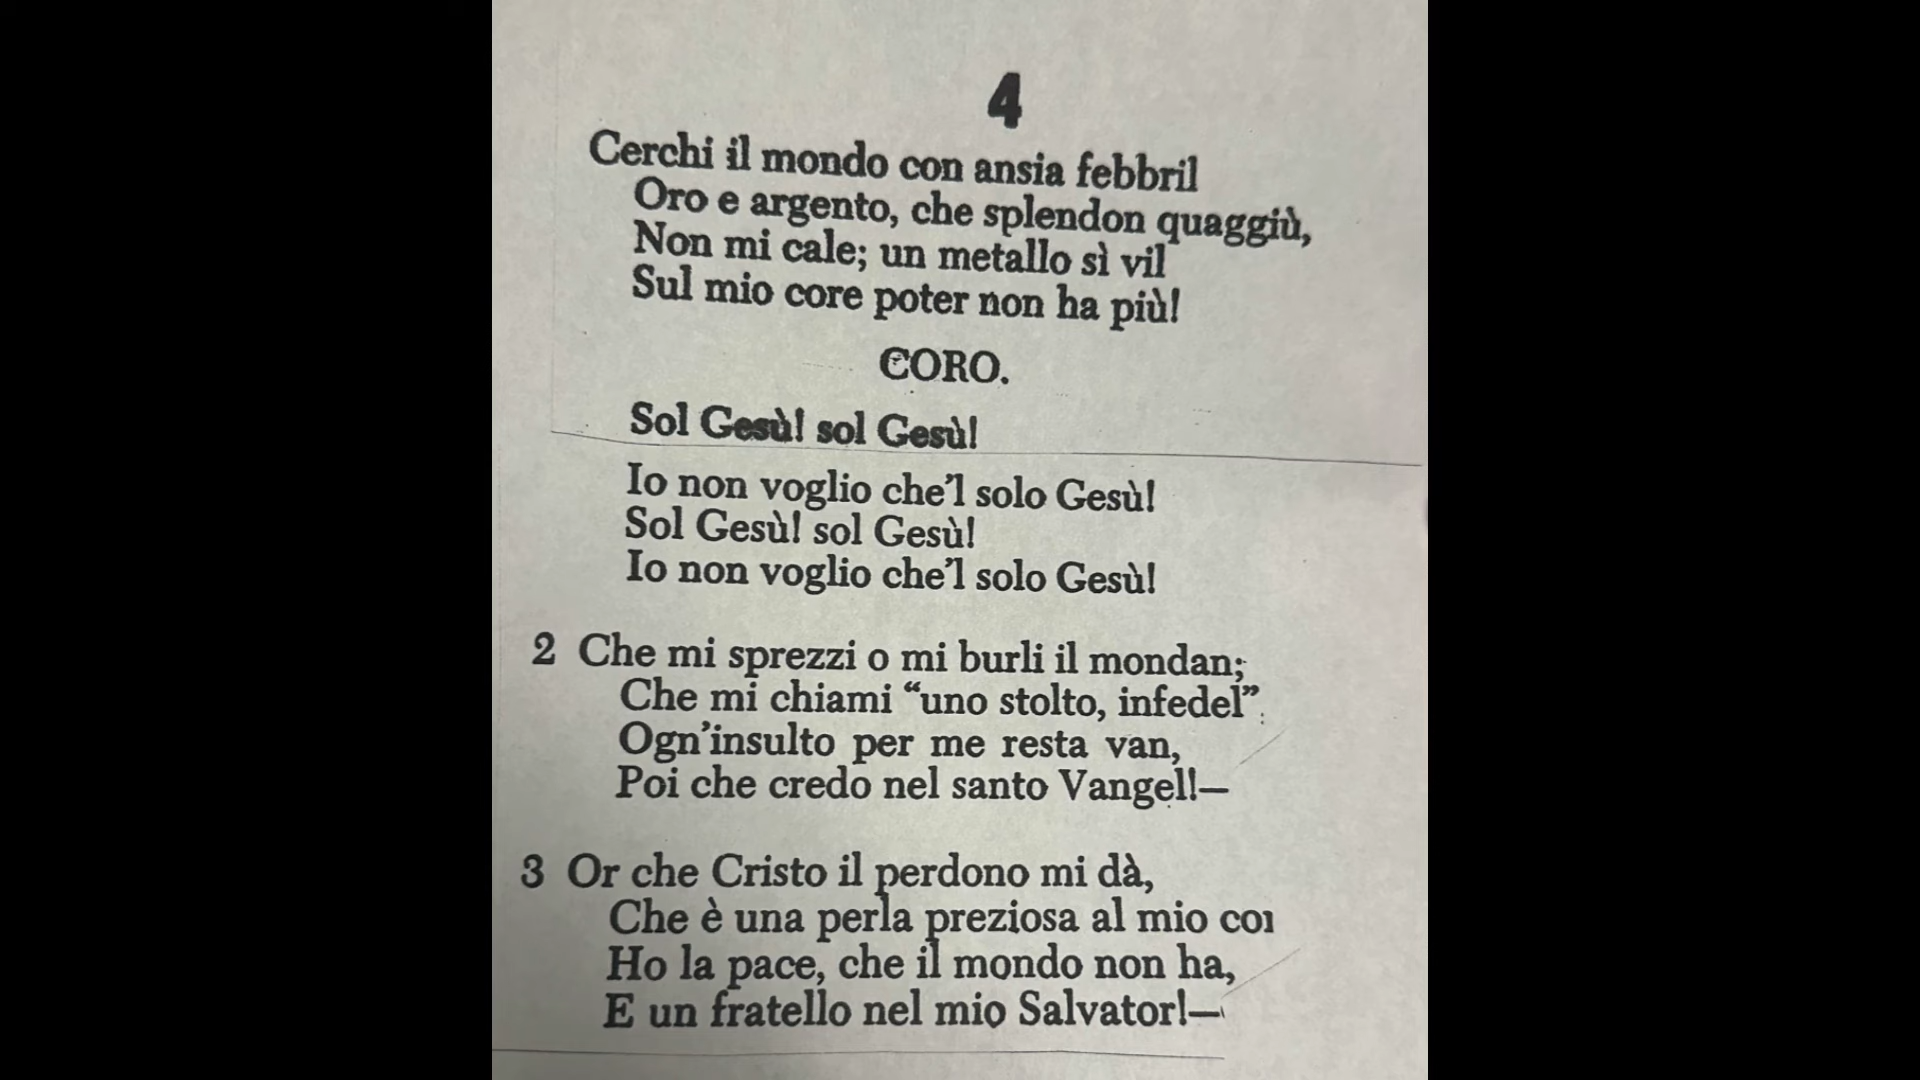 4
Cerchi il mondo con ansia febbril
Oro e argento, che splendon quaggiù,
Non mi cale; un metallo sì vil
Sul mio core poter non ha più!
CORO.
Sol Gesù! sol Gesù!
Io non voglio che'l solo Gesù!
Sol Gesù! sol Gesù!
Io non voglio che'l solo Gesù!
2 Che mi sprezzi o mi burli il mondan;
Che mi chiami “uno stolto, infedel”
Ogn'insulto per me resta van,
Poi che credo nel santo Vangel!—
3 Or che Cristo il perdono mi dà,
Che è una perla preziosa al mio
Ho la pace, che il mondo non ha,
E un fratello nel mio Salvator!—